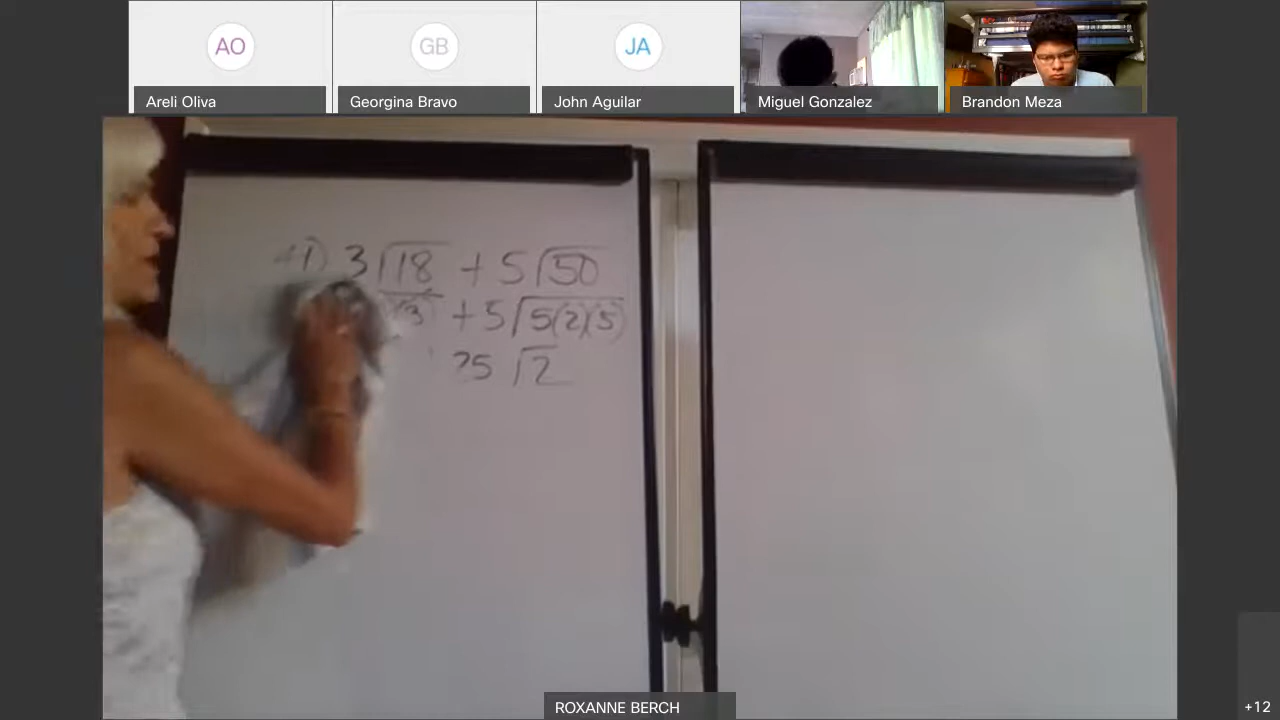 AO
GB
JA
Areli Oliva
Georgina Bravo
John Aguilar
Miguel Gonzalez
Brandon Meza
3√18 + 5√50
3) + 5√5(2)(5)
25 √2
ROXANNE BERCH
+12